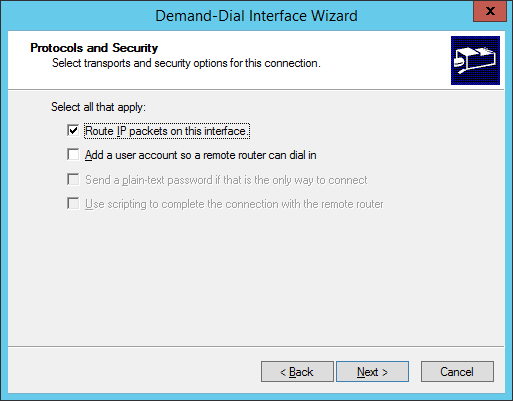 Demand-Dial Interface Wizard
x
Protocols and Security
Select transports and security options for this connection.
Select all that apply:
Route IP packets on this interface.
Add a user account so a remote router can dial in
Send a plain-text password if that is the only way to connect
Use scripting to complete the connection with the remote router
< Back
Next >
Cancel